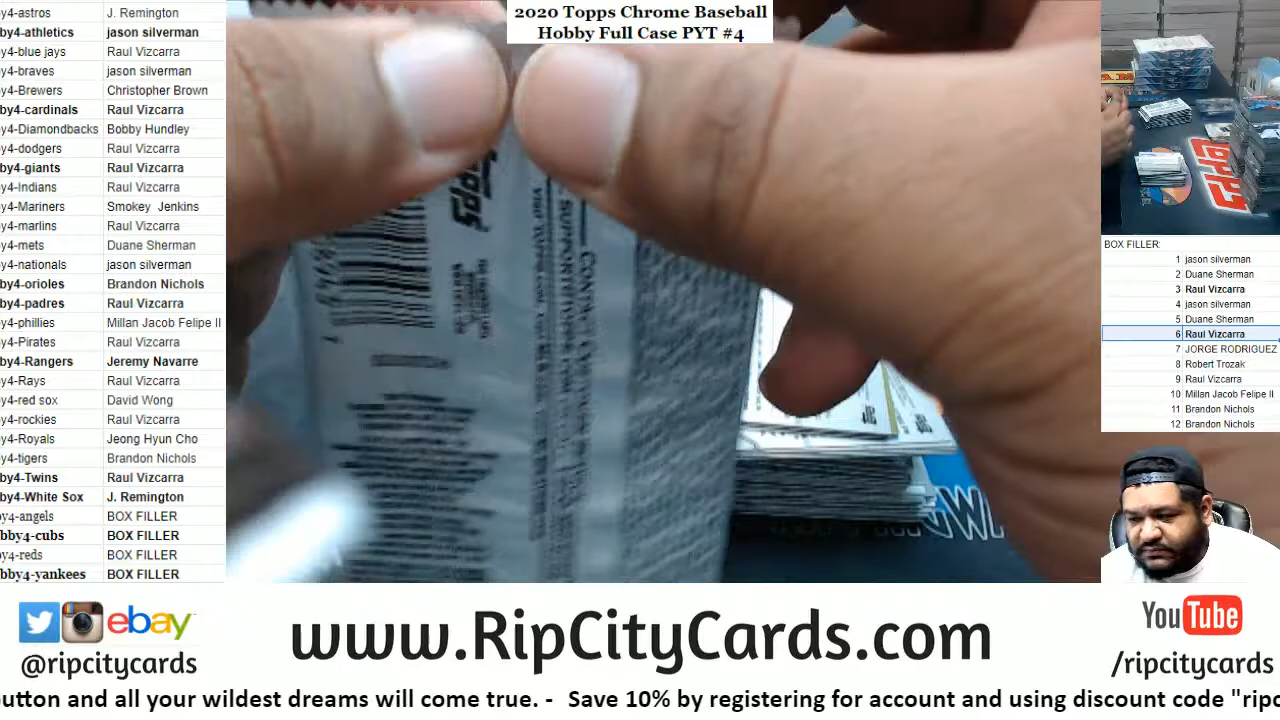 2020 Topps Chrome Baseball
Hobby Full Case PYT #4
y4-astros J. Remington
by4-athletics jason silverman
y4-blue jays Raul Vizcarra
y4-braves jason silverman
y4-Brewers Christopher Brown
by4-cardinals Raul Vizcarra
y4-Diamondbacks Bobby Hundley
y4-dodgers Raul Vizcarra
by4-giants Raul Vizcarra
y4-Indians Raul Vizcarra
y4-Mariners Smokey Jenkins
y4-marlins Raul Vizcarra
y4-mets Duane Sherman
y4-nationals jason silverman
by4-orioles Brandon Nichols
by4-padres Raul Vizcarra
y4-phillies Millan Jacob Felipe II
y4-Pirates Raul Vizcarra
by4-Rangers Jeremy Navarre
y4-Rays Raul Vizcarra
y4-red sox David Wong
y4-rockies Raul Vizcarra
y4-Royals Jeong Hyun Cho
y4-tigers Brandon Nichols
by4-Twins Raul Vizcarra
by4-White Sox J. Remington
y4-angels BOX FILLER
bby4-cubs BOX FILLER
y4-reds BOX FILLER
bby4-yankees BOX FILLER
topps
topps
BOX FILLER:
1 jason silverman
2 Duane Sherman
3 Raul Vizcarra
4 jason silverman
5 Duane Sherman
6 Raul Vizcarra
7 JORGE RODRIGUEZ
8 Robert Trozak
9 Raul Vizcarra
10 Millan Jacob Felipe II
11 Brandon Nichols
12 Brandon Nichols
ebay
@ripcitycards
www.RipCityCards.com
YouTube
/ripcitycards
button and all your wildest dreams will come true. - Save 10% by registering for account and using discount code "ripc